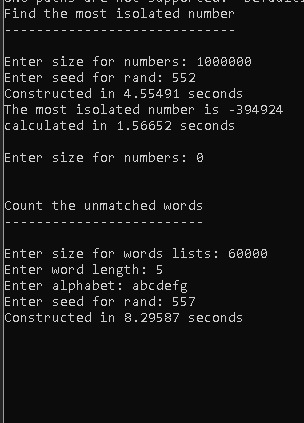 Find the most isolated number
-----------------------------
Enter size for numbers: 1000000
Enter seed for rand: 552
Constructed in 4.55491 seconds
The most isolated number is -394924
calculated in 1.56652 seconds
Enter size for numbers: 0
Count the unmatched words
-------------------------
Enter size for words lists: 60000
Enter word length: 5
Enter alphabet: abcdefg
Enter seed for rand: 557
Constructed in 8.29587 seconds